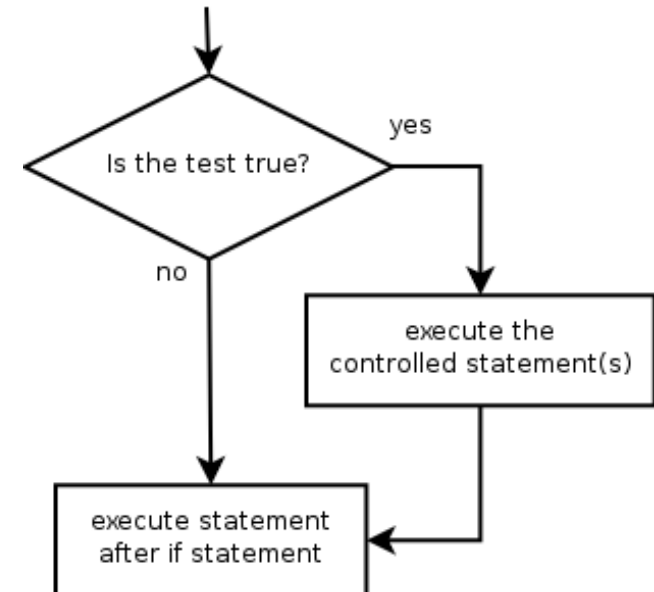 Is the test true?
yes
no
execute the
controlled statement(s)
execute statement
after if statement